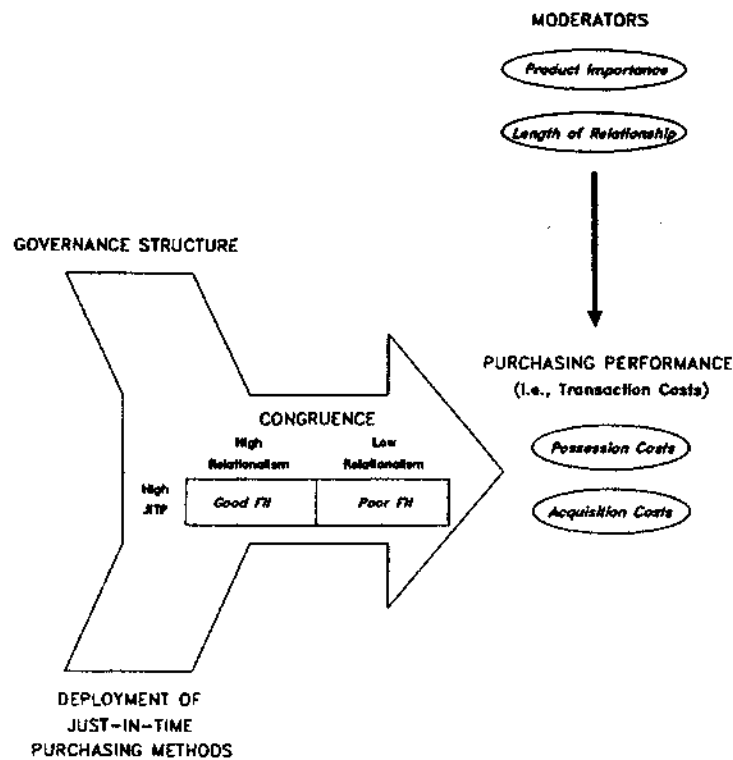 MODERATORS
Product Importance
Length of Relationship
GOVERNANCE STRUCTURE
PURCHASING PERFORMANCE
(i.e., Transaction Costs)
CONGRUENCE
High
Relationalism
Low
Relationalism
High
JITP
Good Fit
Poor Fit
Possession Costs
Acquisition Costs
DEPLOYMENT OF
JUST-IN-TIME
PURCHASING METHODS